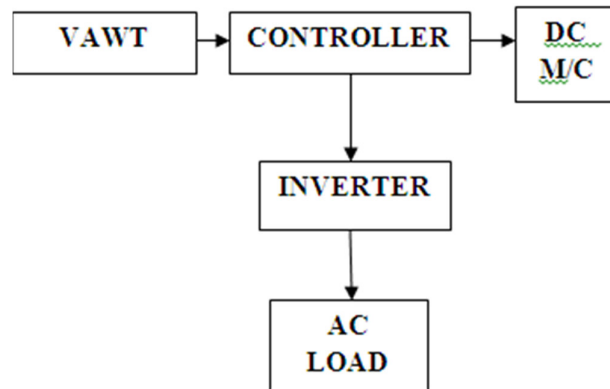 VAWT
CONTROLLER
DC
M/C
INVERTER
AC
LOAD